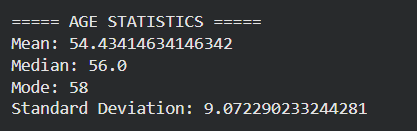 ===== AGE STATISTICS =====
Mean: 54.43414634146342
Median: 56.0
Mode: 58
Standard Deviation: 9.072290233244281